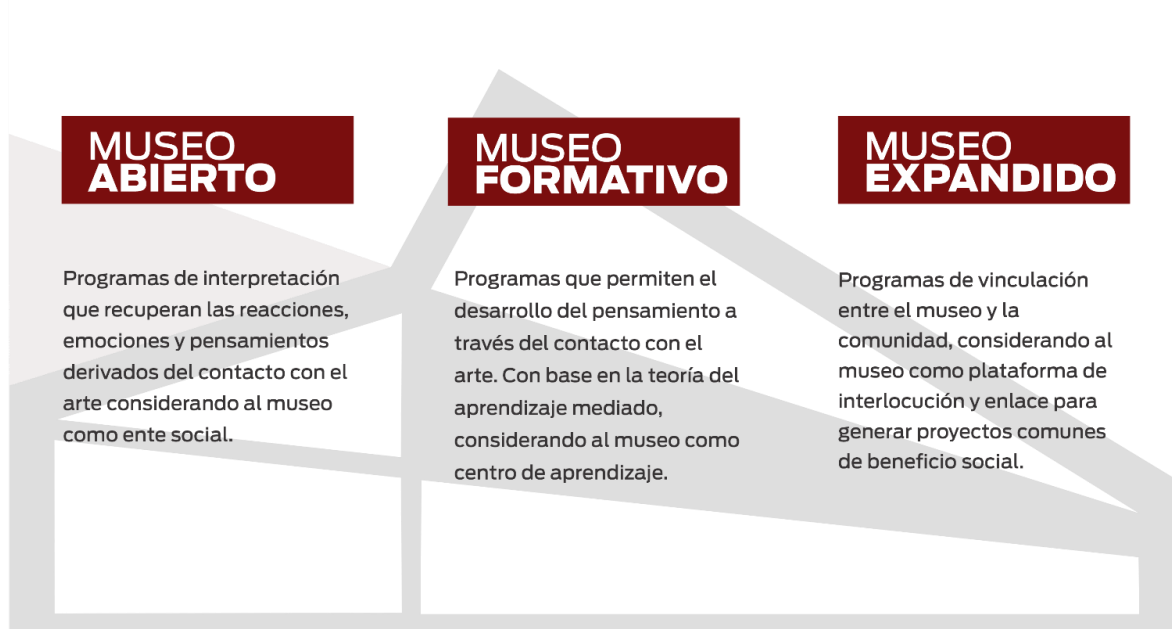 MUSEO
ABIERTO
Programas de interpretación
que recuperan las reacciones,
emociones y pensamientos
derivados del contacto con el
arte considerando al museo
como ente social.
MUSEO
FORMATIVO
Programas que permiten el
desarrollo del pensamiento a
través del contacto con el
arte. Con base en la teoría del
aprendizaje mediado,
considerando al museo como
centro de aprendizaje.
MUSEO
EXPANDIDO
Programas de vinculación
entre el museo y la
comunidad, considerando al
museo como plataforma de
interlocución y enlace para
generar proyectos comunes
de beneficio social.